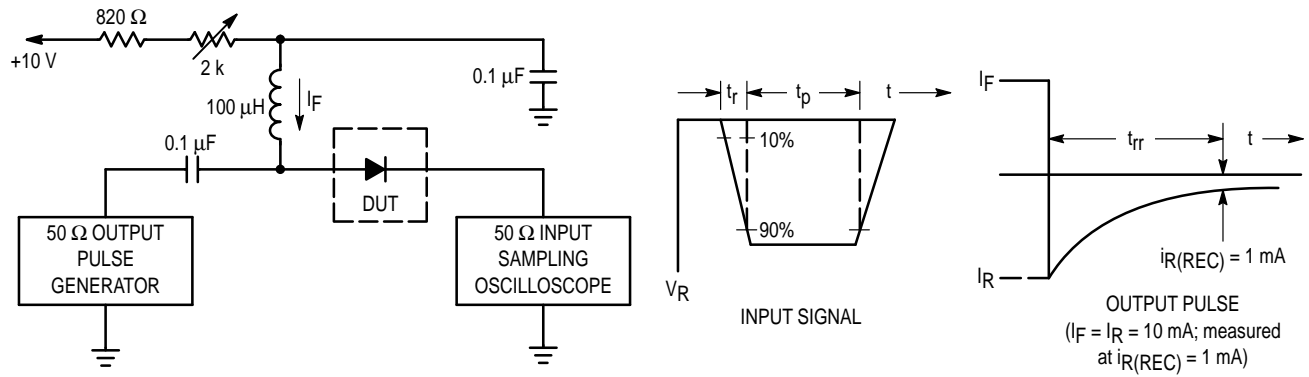 820 Ω
+10 V
2 k
100 µH
IF
0.1 µF
0.1 µF
DUT
50 Ω OUTPUT
PULSE
GENERATOR
50 Ω INPUT
SAMPLING
OSCILLOSCOPE
tr
tp
t
10%
90%
VR
INPUT SIGNAL
IF
trr
t
iR(REC) = 1 mA
IR
OUTPUT PULSE
(IF = IR = 10 mA; measured
at iR(REC) = 1 mA)